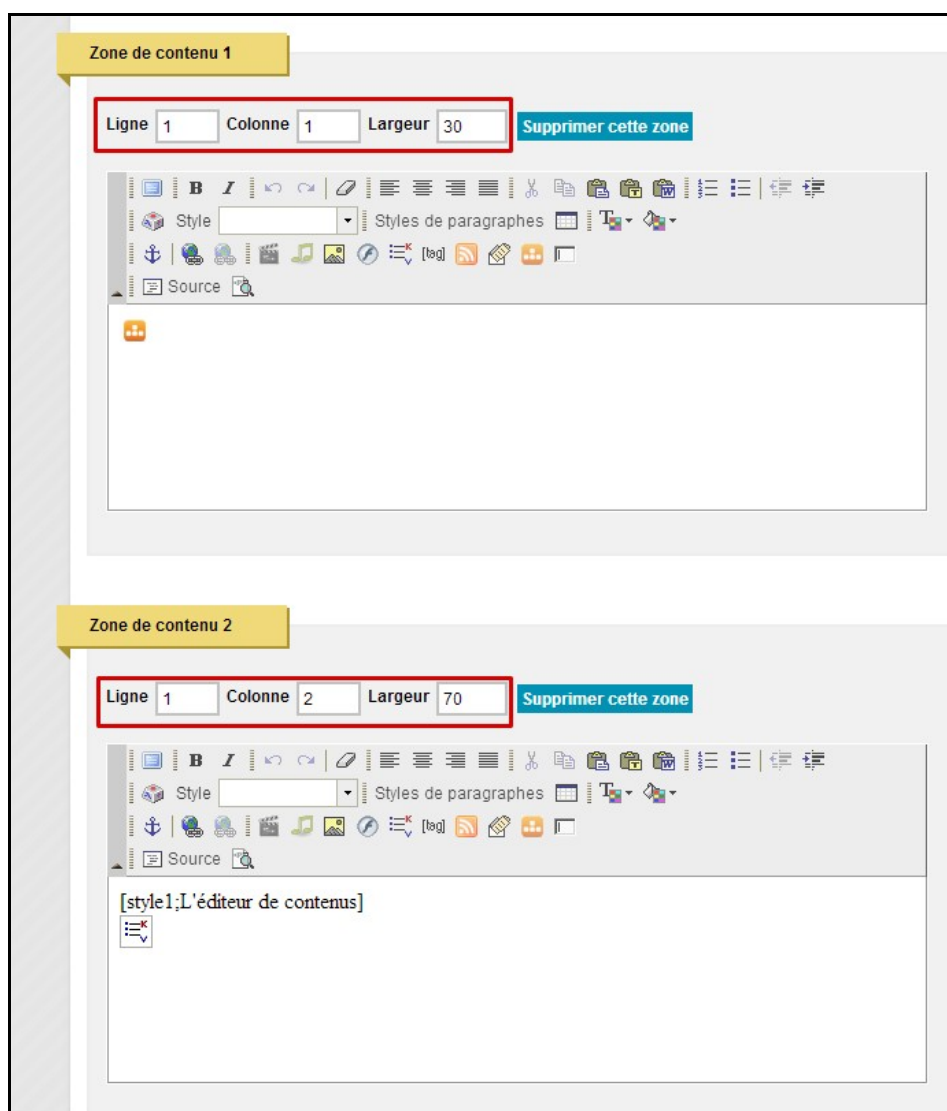 Zone de contenu 1
Ligne 1 Colonne 1 Largeur 30 Supprimer cette zone
B I
Style Styles de paragraphes
[tag]
Source
Zone de contenu 2
Ligne 1 Colonne 2 Largeur 70 Supprimer cette zone
B I
Style Styles de paragraphes
[tag]
Source
[style1;L'éditeur de contenus]